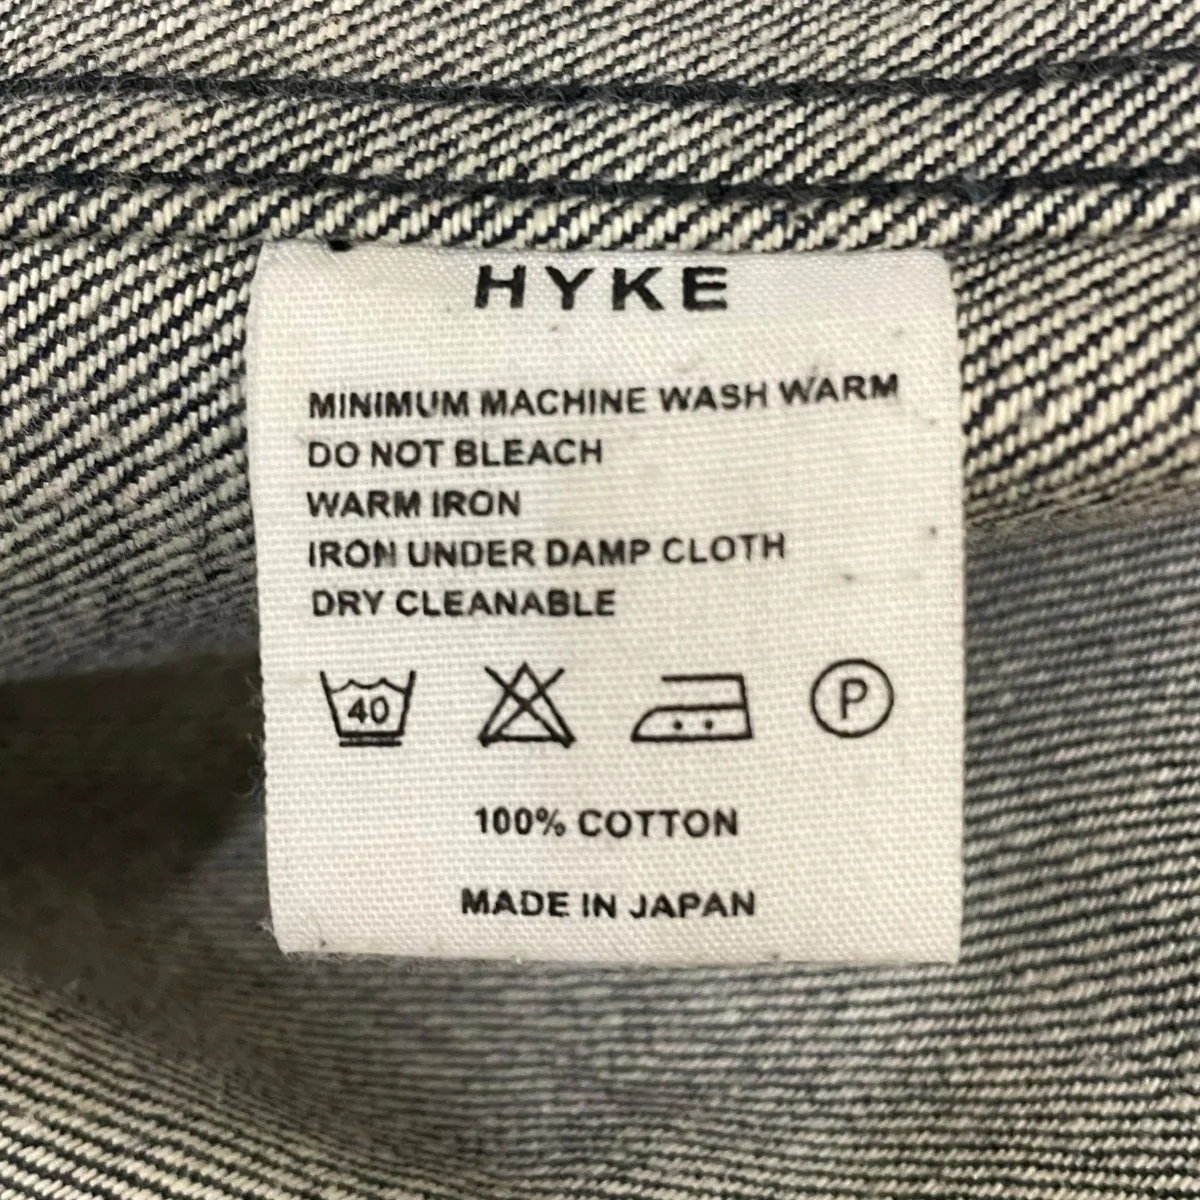 HYKE
MINIMUM MACHINE WASH WARM
DO NOT BLEACH
WARM IRON
IRON UNDER DAMP CLOTH
DRY CLEANABLE
40 P
100% COTTON
MADE IN JAPAN